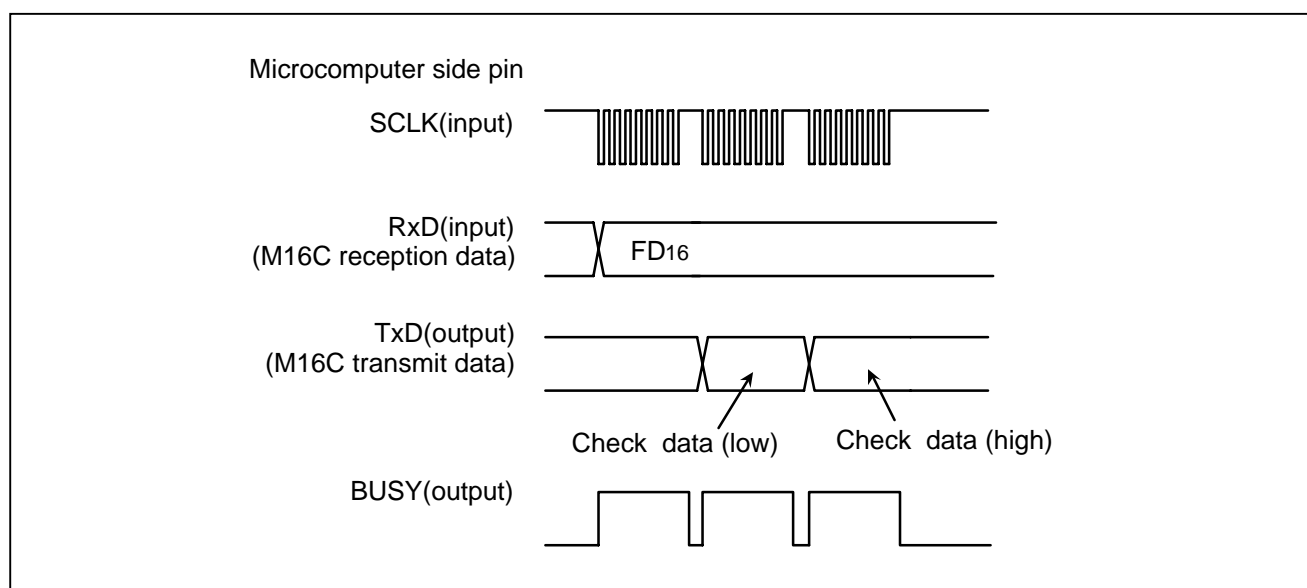 Microcomputer side pin
SCLK(input)
RxD(input)
(M16C reception data)
FD16
TxD(output)
(M16C transmit data)
Check data (low)
Check data (high)
BUSY(output)